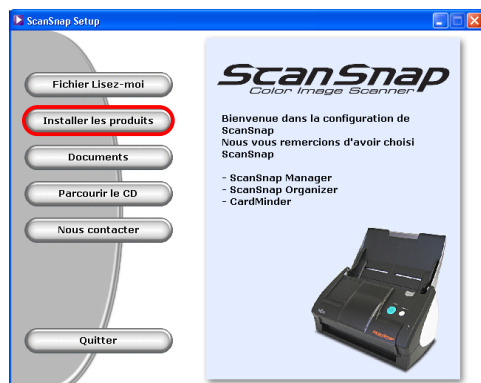 ScanSnap Setup
Fichier Lisez-moi
Installer les produits
Documents
Parcourir le CD
Nous contacter
Quitter
ScanSnap
Color Image Scanner
Bienvenue dans la configuration de
ScanSnap
Nous vous remercions d'avoir choisi
ScanSnap
- ScanSnap Manager
- ScanSnap Organizer
- CardMinder